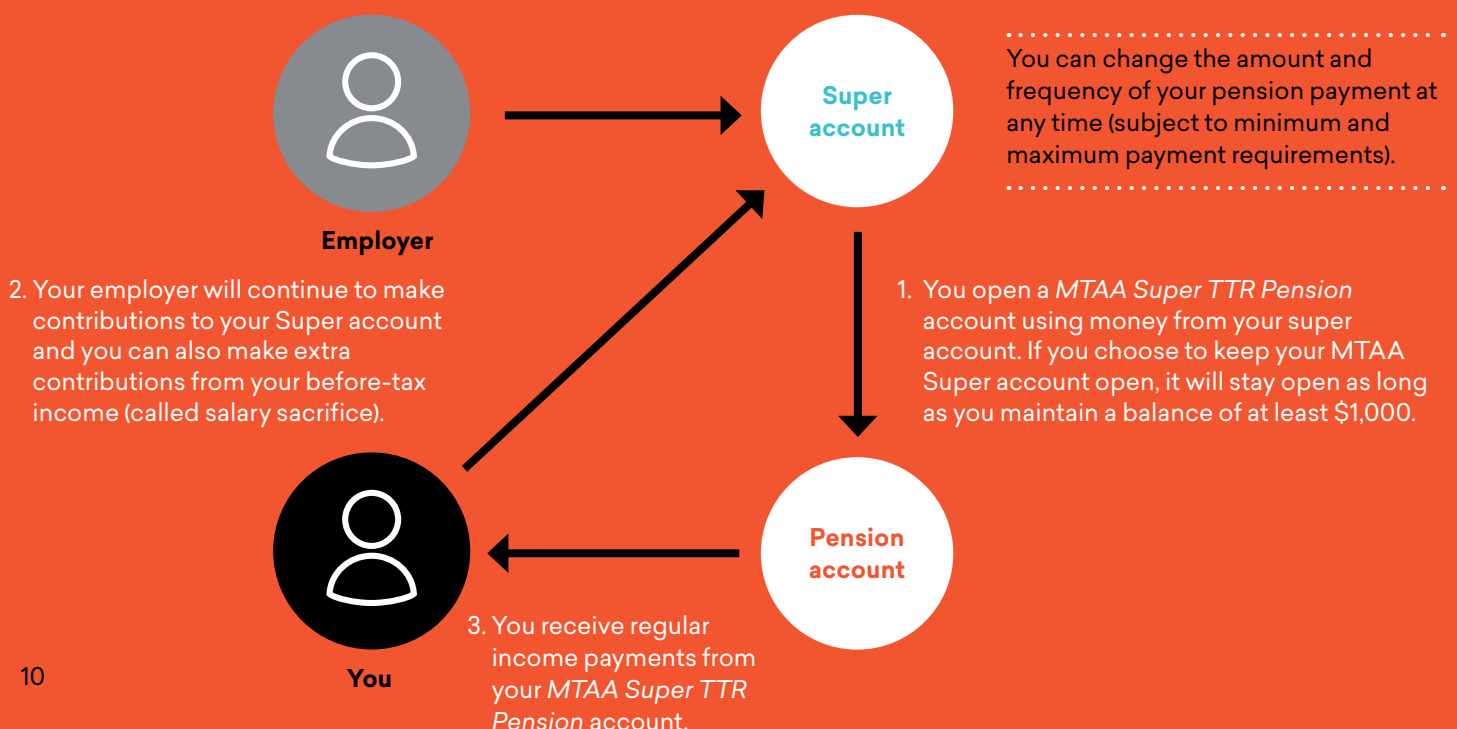 Super
account
You can change the amount and
frequency of your pension payment at
any time (subject to minimum and
maximum payment requirements).
Employer
2. Your employer will continue to make
contributions to your Super account
and you can also make extra
contributions from your before-tax
income (called salary sacrifice).
1. You open a MTAA Super TTR Pension
account using money from your super
account. If you choose to keep your MTAA
Super account open, it will stay open as long
as you maintain a balance of at least $1,000.
Pension
account
3. You receive regular
income payments from
your MTAA Super TTR
Pension account.
You
10